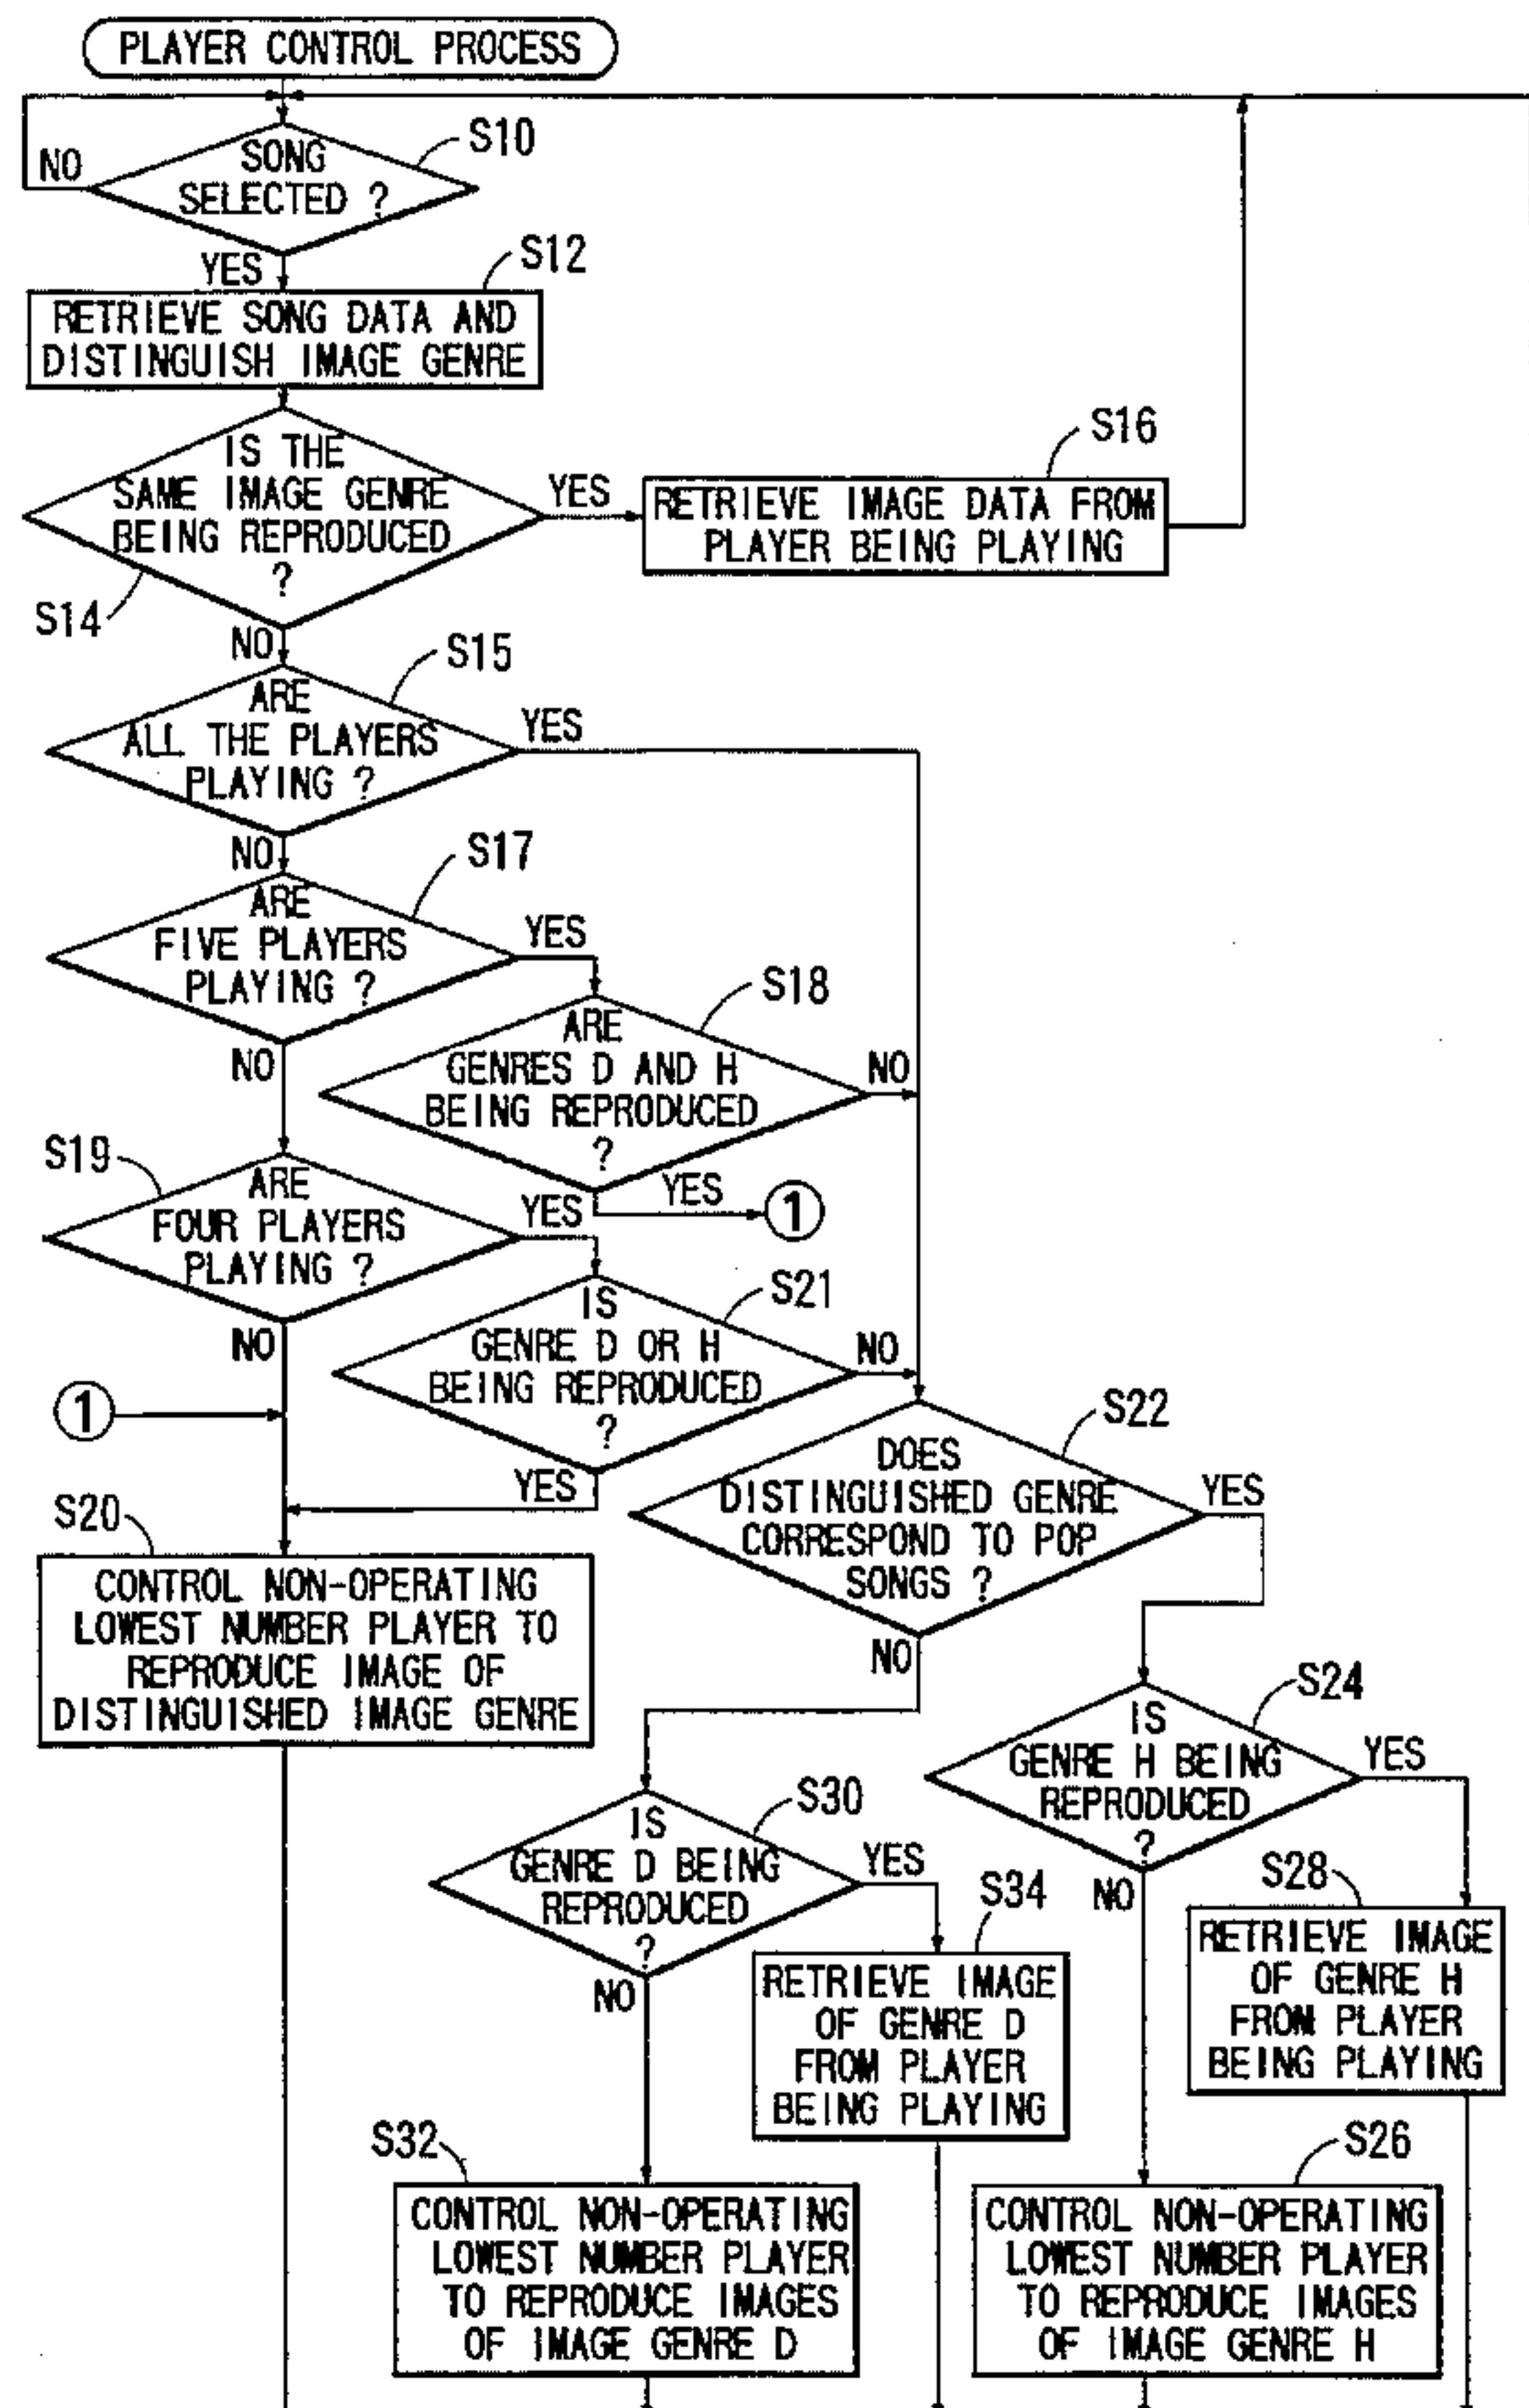 PLAYER CONTROL PROCESS
S10
SONG
SELECTED ?
NO
YES
S12
RETRIEVE SONG DATA AND
DISTINGUISH IMAGE GENRE
S14
IS THE
SAME IMAGE GENRE
BEING REPRODUCED
?
YES
NO
S16
RETRIEVE IMAGE DATA FROM
PLAYER BEING PLAYING
S15
ARE
ALL THE PLAYERS
PLAYING ?
YES
NO
S17
ARE
FIVE PLAYERS
PLAYING ?
YES
NO
S18
ARE
GENRES D AND H
BEING REPRODUCED
?
NO
YES
1
S19
ARE
FOUR PLAYERS
PLAYING ?
YES
NO
S21
IS
GENRE D OR H
BEING REPRODUCED
?
NO
YES
1
S20
CONTROL NON-OPERATING
LOWEST NUMBER PLAYER TO
REPRODUCE IMAGE OF
DISTINGUISHED IMAGE GENRE
S22
DOES
DISTINGUISHED GENRE
CORRESPOND TO POP
SONGS ?
YES
NO
S24
IS
GENRE H BEING
REPRODUCED
?
YES
NO
S30
IS
GENRE D BEING
REPRODUCED
?
YES
NO
S28
RETRIEVE IMAGE
OF GENRE H
FROM PLAYER
BEING PLAYING
S34
RETRIEVE IMAGE
OF GENRE D
FROM PLAYER
BEING PLAYING
S32
CONTROL NON-OPERATING
LOWEST NUMBER PLAYER
TO REPRODUCE IMAGES
OF IMAGE GENRE D
S26
CONTROL NON-OPERATING
LOWEST NUMBER PLAYER
TO REPRODUCE IMAGES
OF IMAGE GENRE H